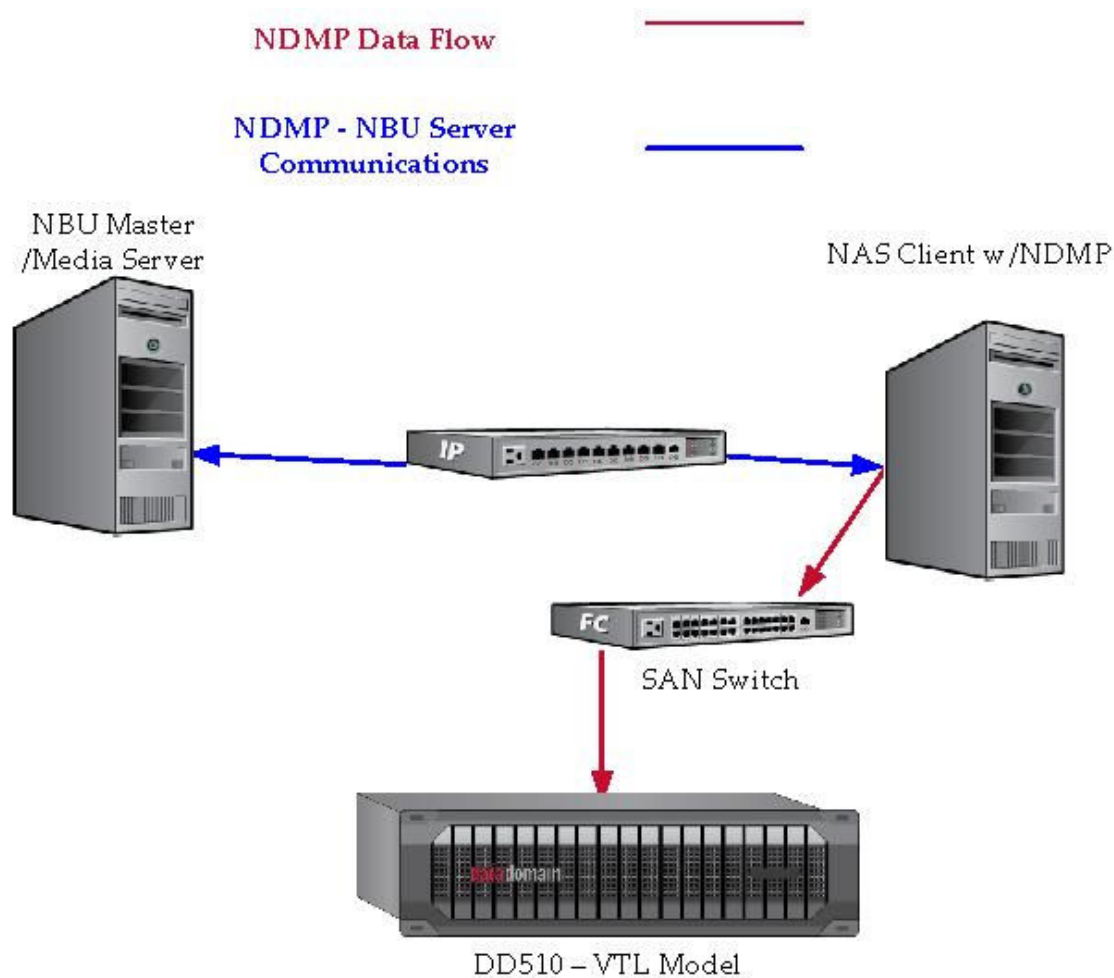 NDMP Data Flow
NDMP - NBU Server
Communications
NBU Master
/Media Server
NAS Client w/NDMP
IP
FC
SAN Switch
datadomain
DD510 – VTL Model